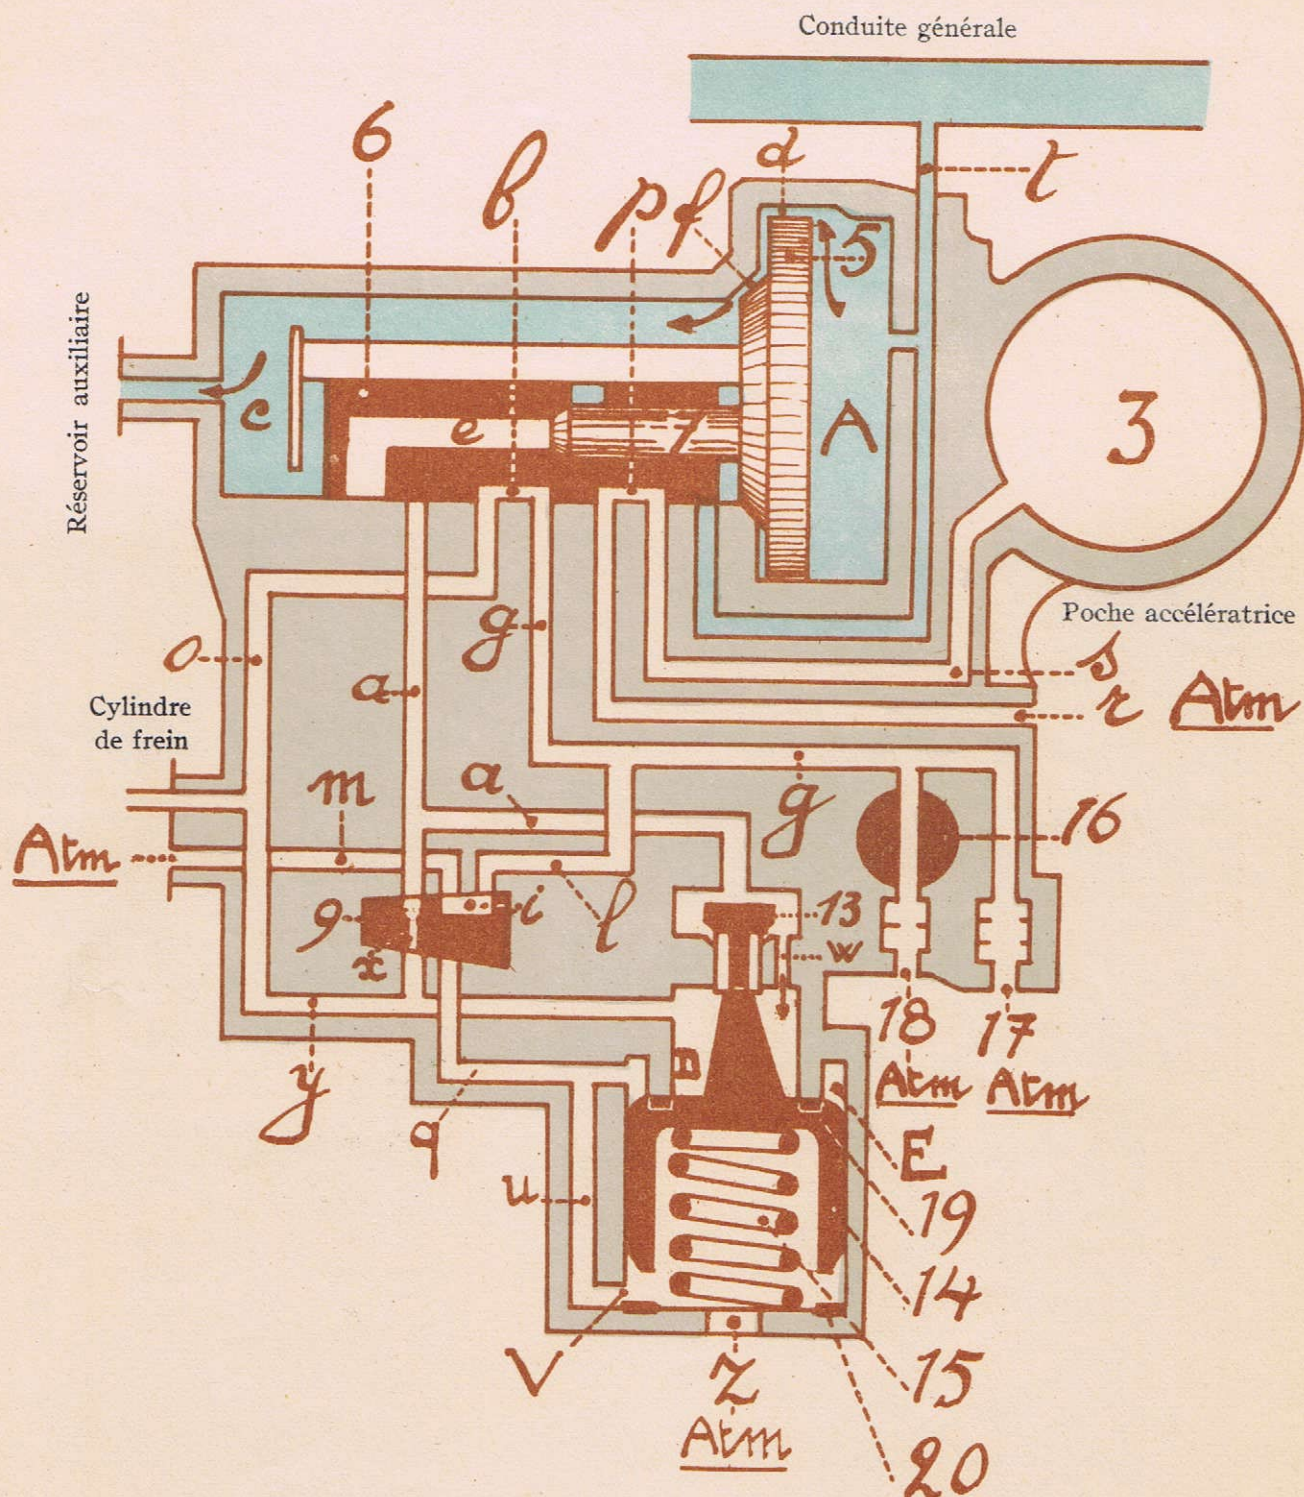 Conduite générale
6
b
p
f
d
t
5
Réservoir auxiliaire
c
e
7
A
3
Poche accélératrice
g
o
a
s
r Atm
Cylindre
de frein
m
a
g
16
Atm
9
i
l
13
x
w
18
17
Atm
Atm
y
B
q
E
u
19
14
V
z
15
Atm
20